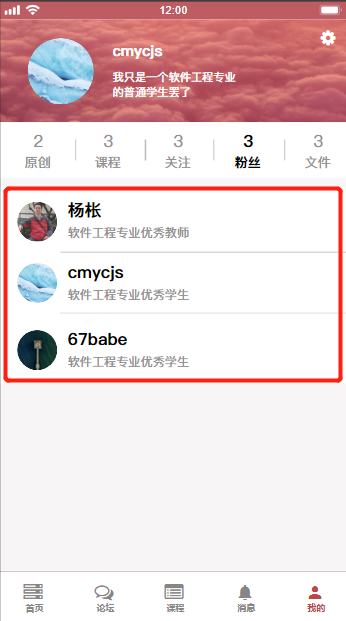 12:00
cmycjs
我只是一个软件工程专业
的普通学生罢了
2 3 3 3 3
原创 课程 关注 粉丝 文件
杨枨
软件工程专业优秀教师
cmycjs
软件工程专业优秀学生
67babe
软件工程专业优秀学生
首页 论坛 课程 消息 我的